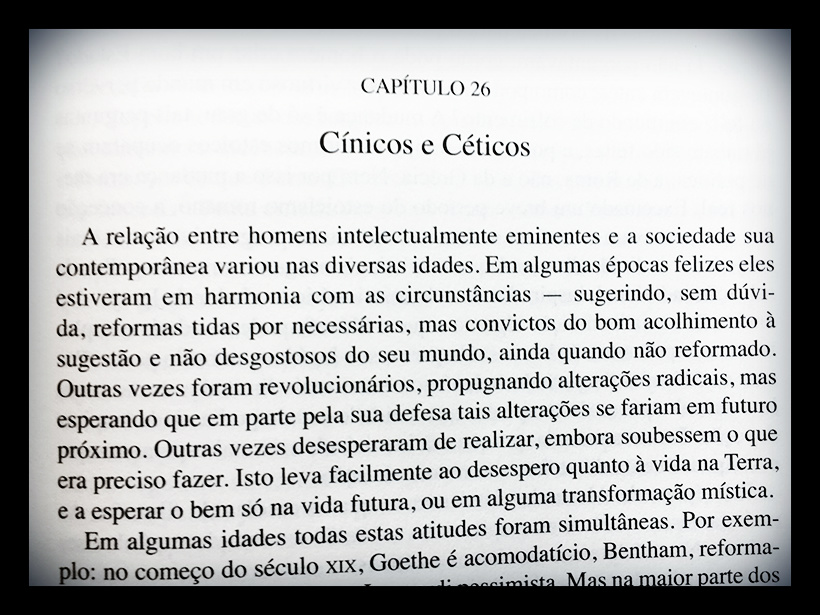 CAPÍTULO 26
Cínicos e Céticos
A relação entre homens intelectualmente eminentes e a sociedade sua
contemporânea variou nas diversas idades. Em algumas épocas felizes eles
estiveram em harmonia com as circunstâncias — sugerindo, sem dúvi-
da, reformas tidas por necessárias, mas convictos do bom acolhimento à
sugestão e não desgostosos do seu mundo, ainda quando não reformado.
Outras vezes foram revolucionários, propugnando alterações radicais, mas
esperando que em parte pela sua defesa tais alterações se fariam em futuro
próximo. Outras vezes desesperaram de realizar, embora soubessem o que
era preciso fazer. Isto leva facilmente ao desespero quanto à vida na Terra,
e a esperar o bem só na vida futura, ou em alguma transformação mística.
Em algumas idades todas estas atitudes foram simultâneas. Por exem-
plo: no começo do século XIX, Goethe é acomodatício, Bentham, reforma-
pessimista. Mas na maior parte dos